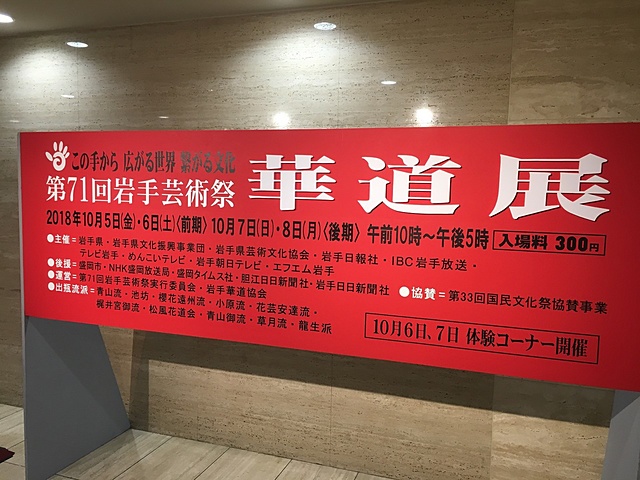 この手から 広がる世界 繋がる文化
第71回岩手芸術祭 華道展
2018年10月5日(金)・6日(土)〈前期〉10月7日(日)・8日(月)〈後期〉 午前10時〜午後5時 入場料 300円
●主催=岩手県・岩手県文化振興事業団・岩手県芸術文化協会・岩手日報社・IBC岩手放送・
テレビ岩手・めんこいテレビ・岩手朝日テレビ・エフエム岩手
●後援=盛岡市・NHK盛岡放送局・盛岡タイムス社・胆江日日新聞社・岩手日日新聞社
●運営=第71回岩手芸術祭実行委員会・岩手華道協会 ●協賛=第33回国民文化祭協賛事業
●出瓶流派=青山流・池坊・櫻花遠州流・小原流・花芸安達流・
梶井宮御流・松風花道会・青山御流・草月流・龍生派
10月6日、7日 体験コーナー開催